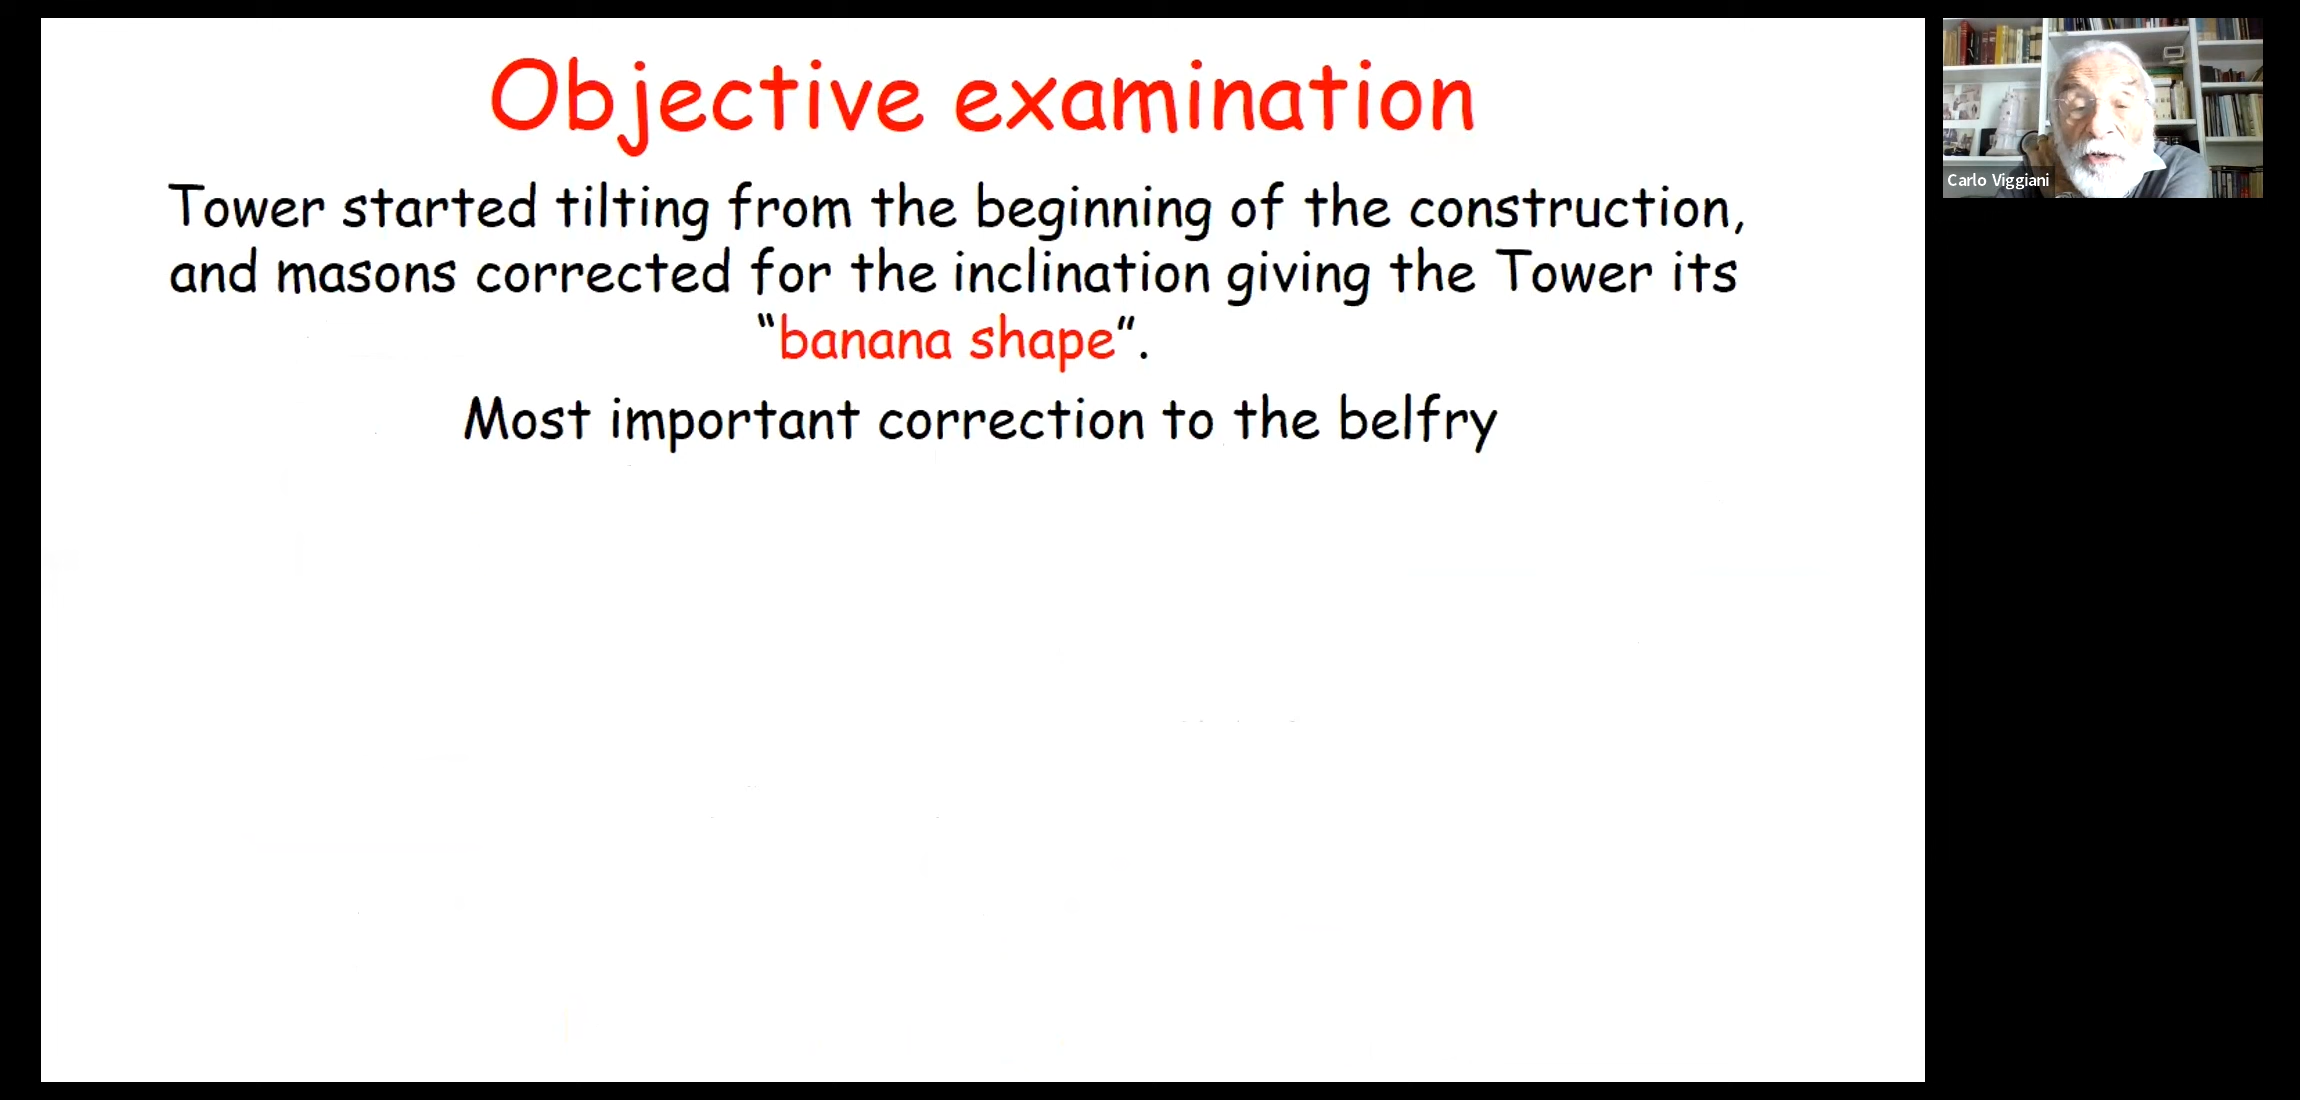 Objective examination
Tower started tilting from the beginning of the construction,
and masons corrected for the inclination giving the Tower its
“banana shape”.
Most important correction to the belfry
Carlo Viggiani